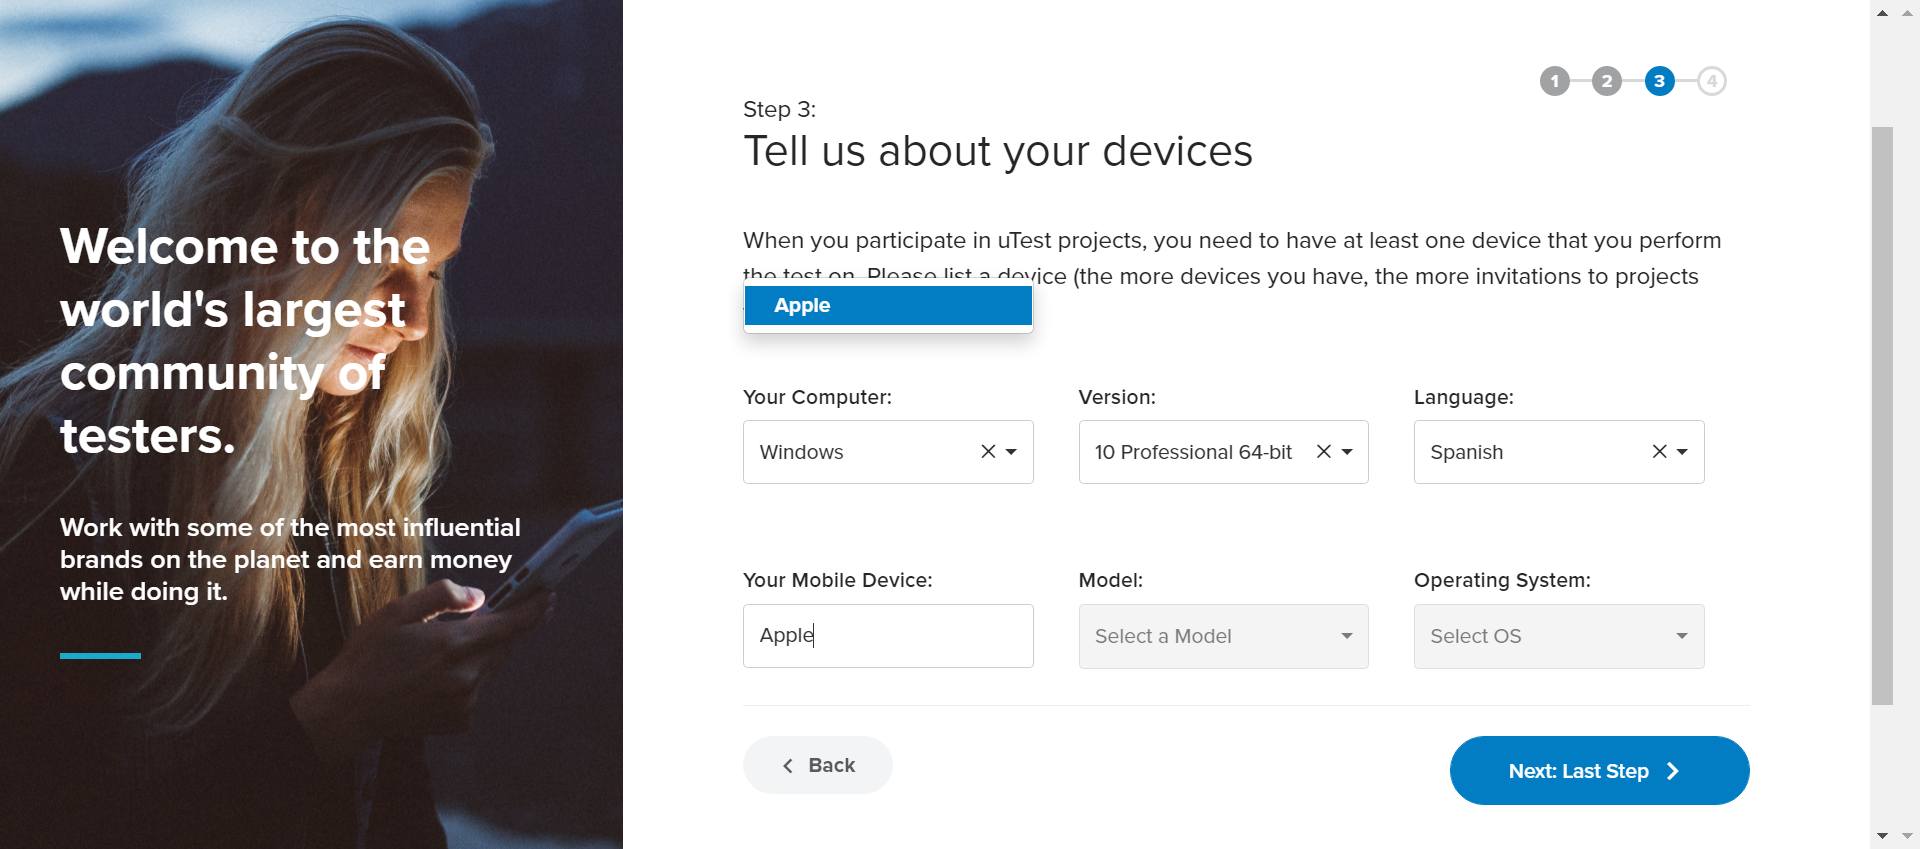 Welcome to the
world's largest
community of
testers.
Work with some of the most influential
brands on the planet and earn money
while doing it.
1 2 3 4
Step 3:
Tell us about your devices
When you participate in uTest projects, you need to have at least one device that you perform
the test on. Please list a device (the more devices you have, the more invitations to projects
Apple
Your Computer: Version: Language:
Windows 10 Professional 64-bit Spanish
Your Mobile Device: Model: Operating System:
Apple Select a Model Select OS
Back Next: Last Step